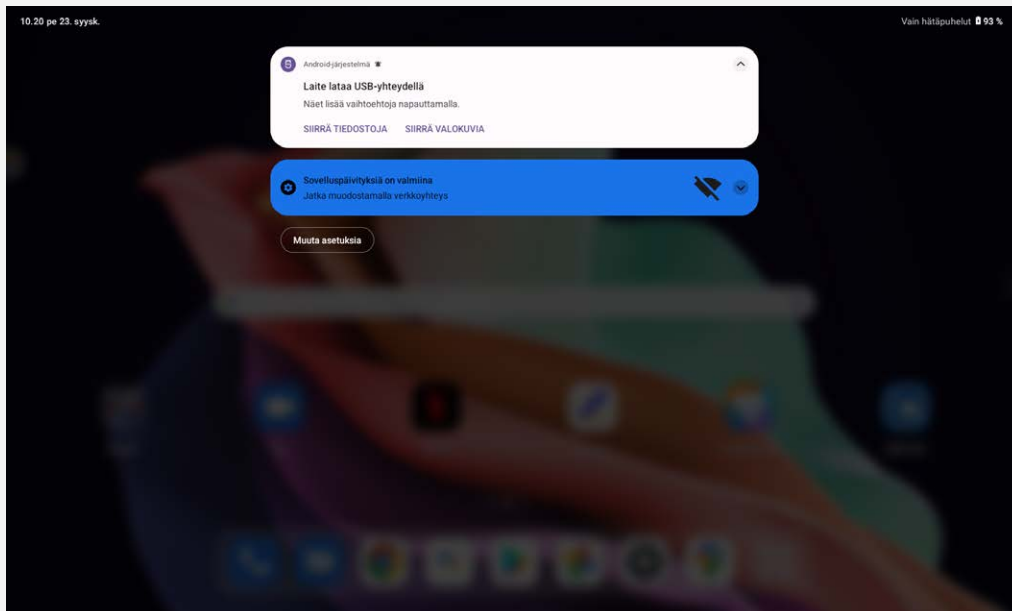 10.20 pe 23. syysk.
Vain hätäpuhelut 93 %
Android-järjestelmä
Laite lataa USB-yhteydellä
Näet lisää vaihtoehtoja napauttamalla.
SIIRRÄ TIEDOSTOJA SIIRRÄ VALOKUVIA
Sovelluspäivityksiä on valmiina
Jatka muodostamalla verkkoyhteys
Muuta asetuksia